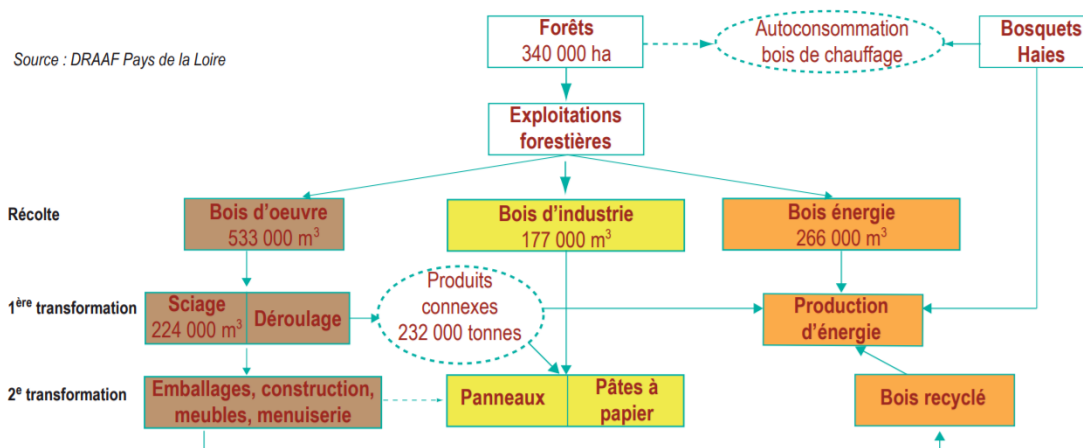 Source : DRAAF Pays de la Loire
Forêts
340 000 ha
Autoconsommation
bois de chauffage
Bosquets
Haies
Exploitations
forestières
Récolte
Bois d'oeuvre
533 000 m³
Bois d'industrie
177 000 m³
Bois énergie
266 000 m³
1ère transformation
Sciage
224 000 m³
Déroulage
Produits
connexes
232 000 tonnes
Production
d'énergie
2e transformation
Emballages, construction,
meubles, menuiserie
Panneaux
Pâtes à
papier
Bois recyclé